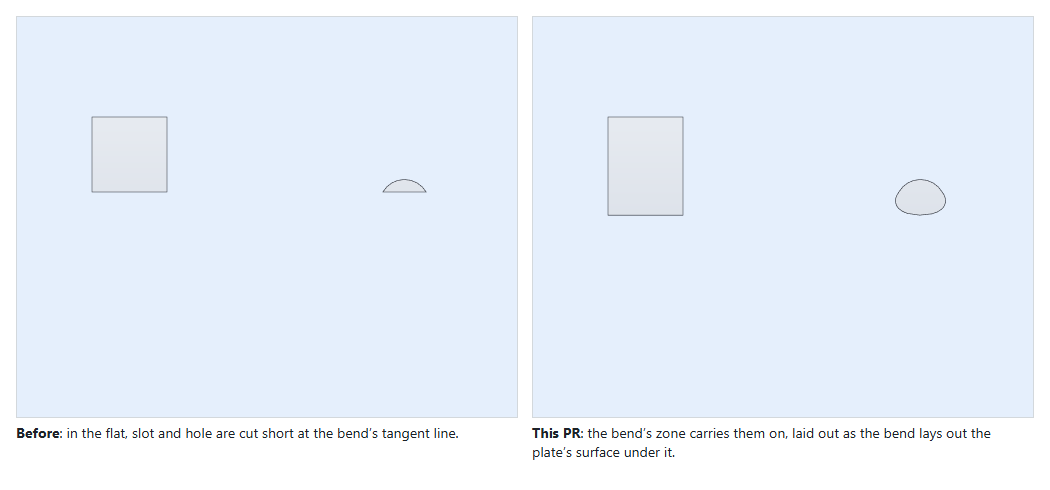 Before: in the flat, slot and hole are cut short at the bend’s tangent line.
This PR: the bend’s zone carries them on, laid out as the bend lays out the
plate’s surface under it.